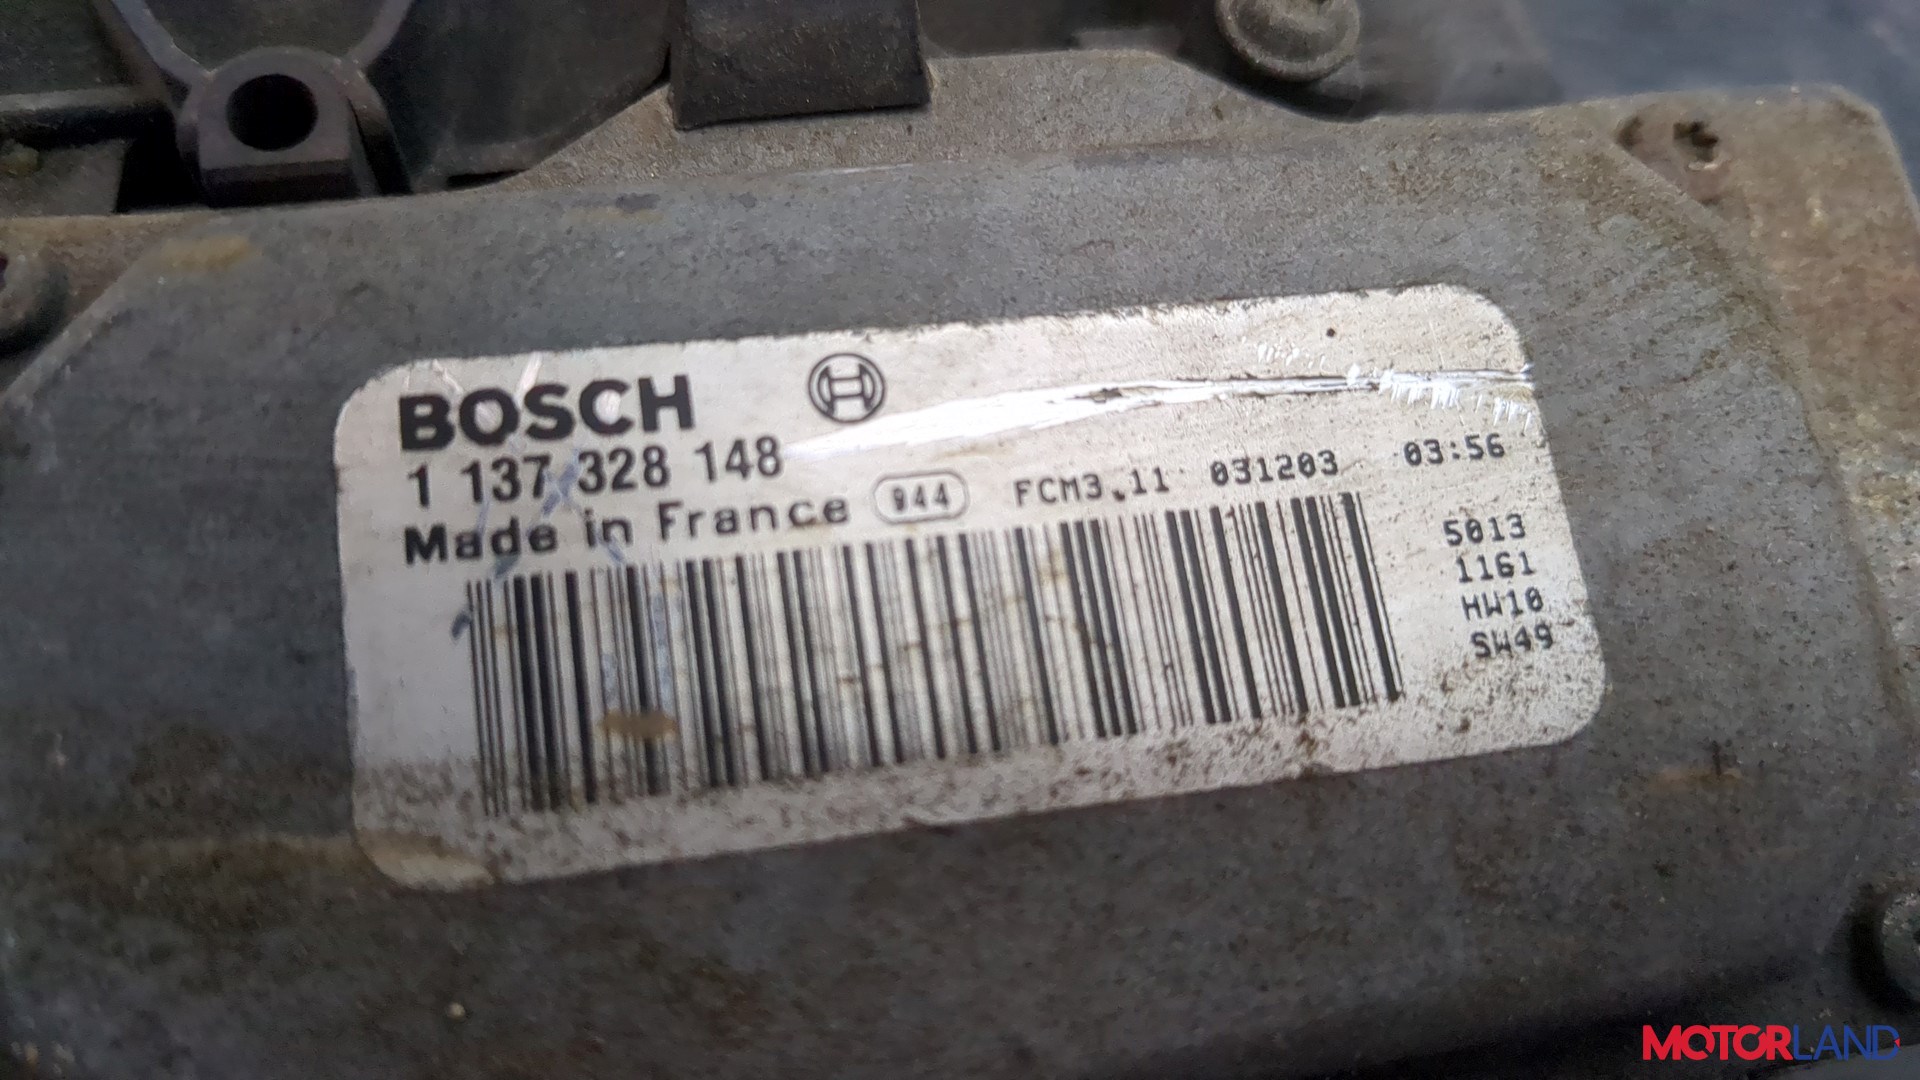 BOSCH
1 137 328 148
Made in France 944 FCM3.11 031203 03:56
5013
1161
HW10
SW49
MOTORLAND